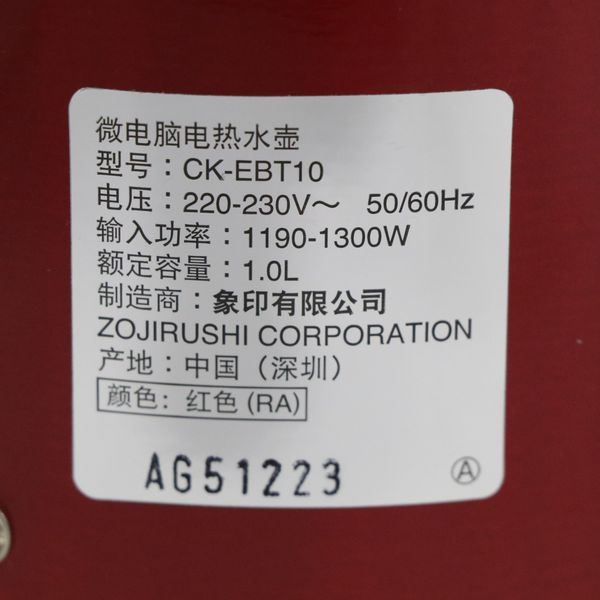 微电脑电热水壶
型号：CK-EBT10
电压：220-230V～ 50/60Hz
输入功率：1190-1300W
额定容量：1.0L
制造商：象印有限公司
ZOJIRUSHI CORPORATION
产地：中国（深圳）
颜色：红色(RA)
AG51223 Ⓐ